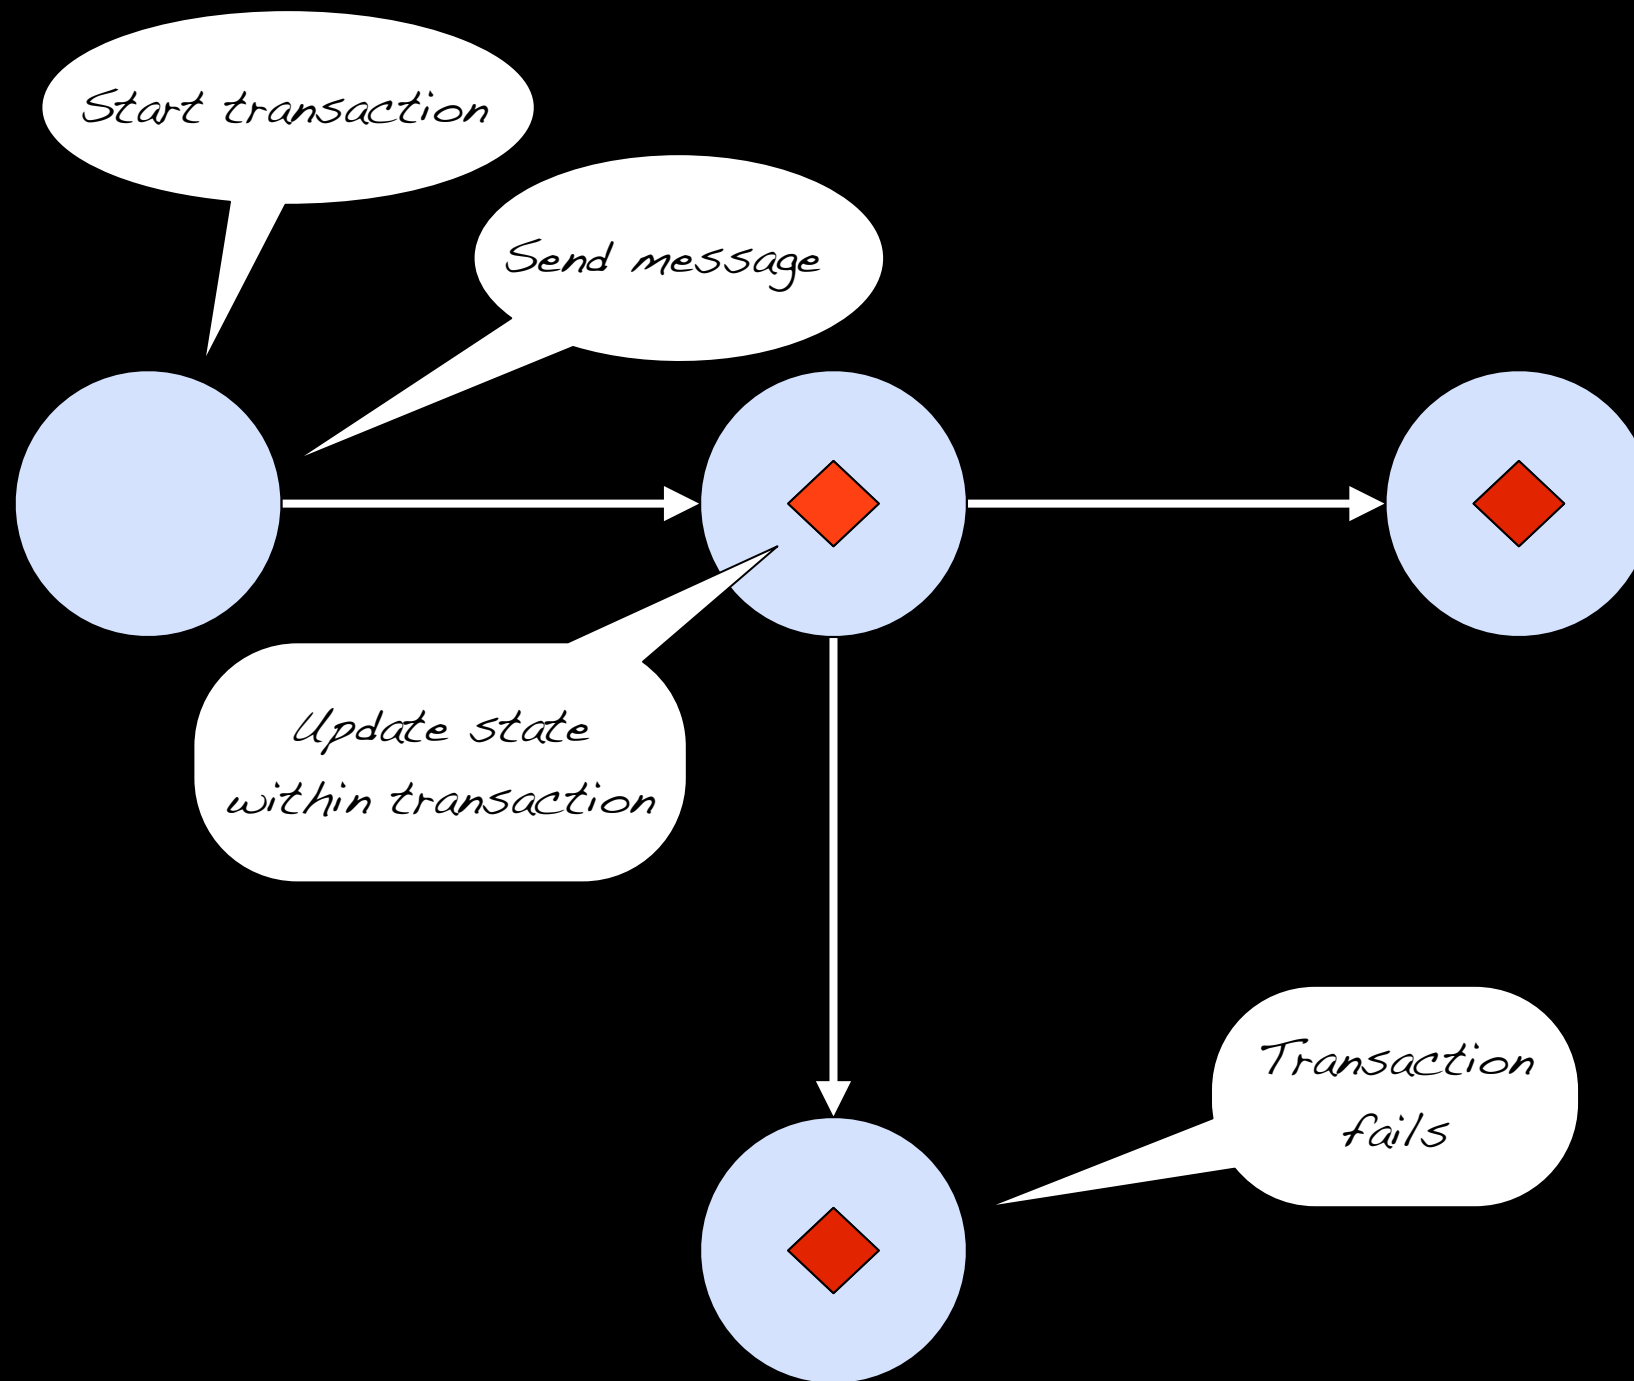 Start transaction
Send message
Update state
within transaction
Transaction
fails